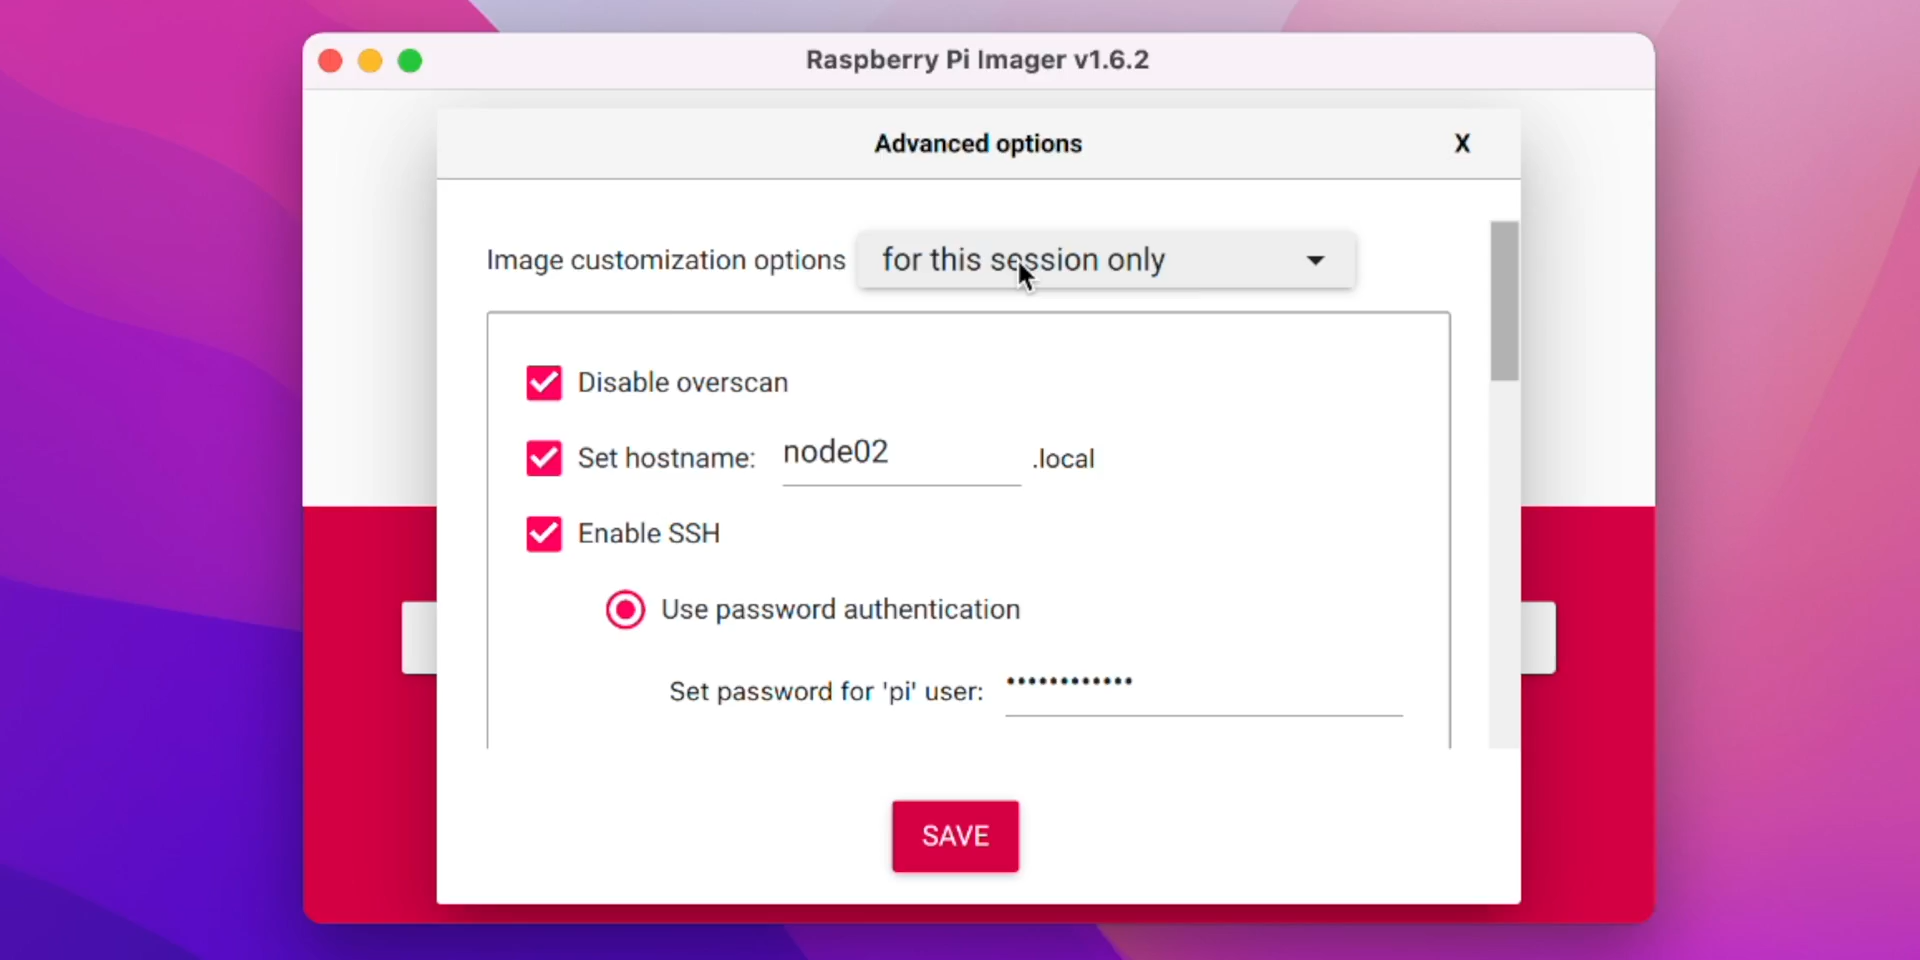 Raspberry Pi Imager v1.6.2
Advanced options X
Image customization options for this session only
Disable overscan
Set hostname: node02 .local
Enable SSH
Use password authentication
Set password for 'pi' user: ••••••••••••
SAVE